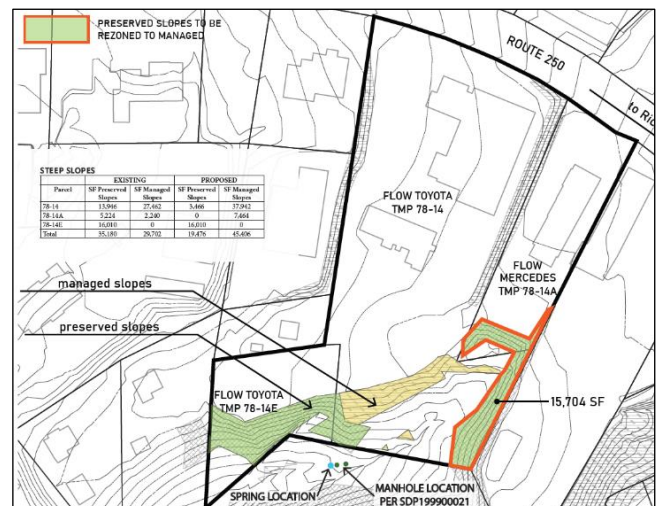 PRESERVED SLOPES TO BE
REZONED TO MANAGED
ROUTE 250
to Ric
STEEP SLOPES
EXISTING PROPOSED
Parcel SF Preserved Slopes SF Managed Slopes SF Preserved Slopes SF Managed Slopes
78-14 13,946 27,462 3,466 37,942
78-14A 5,224 2,240 0 7,464
78-14E 16,010 0 16,010 0
Total 35,180 29,702 19,476 45,406
FLOW TOYOTA
TMP 78-14
FLOW
MERCEDES
TMP 78-14A
managed slopes
preserved slopes
FLOW TOYOTA
TMP 78-14E
15,704 SF
SPRING LOCATION
MANHOLE LOCATION
PER SDP199900021